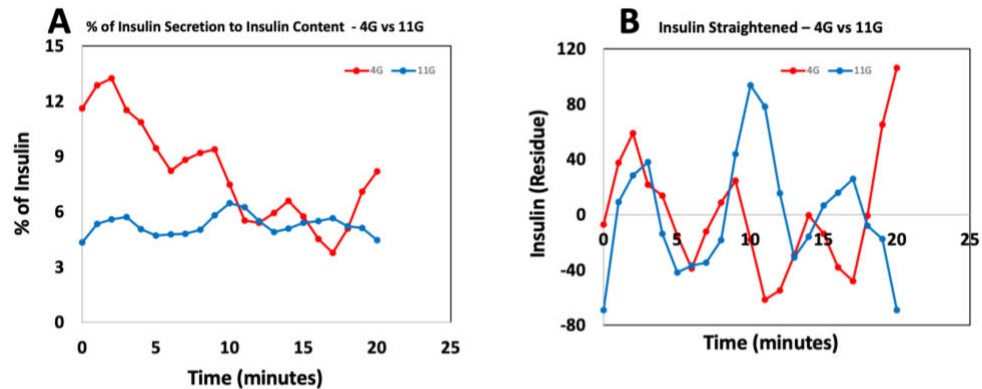 A
% of Insulin Secretion to Insulin Content - 4G vs 11G
15
12
9
6
3
0
% of Insulin
4G
11G
0 5 10 15 20 25
Time (minutes)
B
Insulin Straightened – 4G vs 11G
120
80
40
0
-40
-80
Insulin (Residue)
4G
11G
0 5 10 15 20 25
Time (minutes)